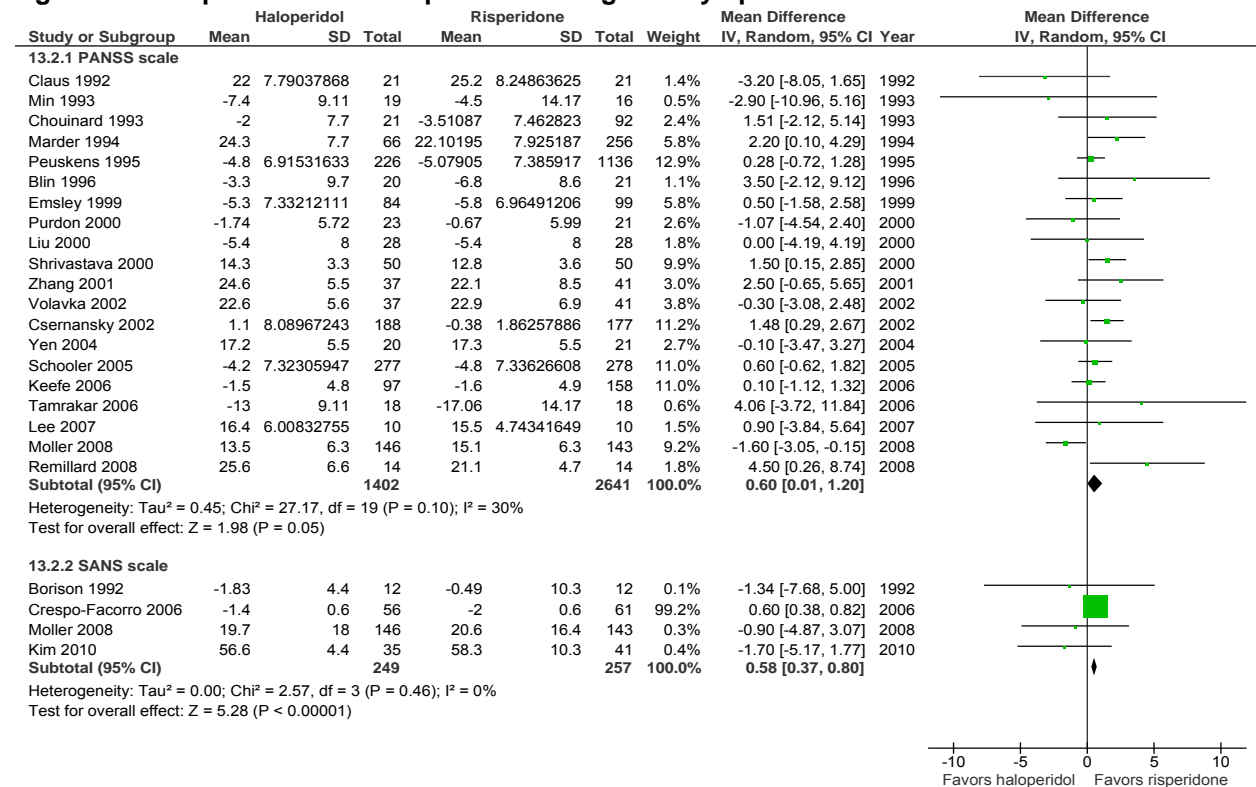 Haloperidol Risperidone Mean Difference Mean Difference
Study or Subgroup Mean SD Total Mean SD Total Weight IV, Random, 95% CI Year IV, Random, 95% CI
13.2.1 PANSS scale
Claus 1992 22 7.79037868 21 25.2 8.24863625 21 1.4% -3.20 [-8.05, 1.65] 1992
Min 1993 -7.4 9.11 19 -4.5 14.17 16 0.5% -2.90 [-10.96, 5.16] 1993
Chouinard 1993 -2 7.7 21 -3.51087 7.462823 92 2.4% 1.51 [-2.12, 5.14] 1993
Marder 1994 24.3 7.7 66 22.10195 7.925187 256 5.8% 2.20 [0.10, 4.29] 1994
Peuskens 1995 -4.8 6.91531633 226 -5.07905 7.385917 1136 12.9% 0.28 [-0.72, 1.28] 1995
Blin 1996 -3.3 9.7 20 -6.8 8.6 21 1.1% 3.50 [-2.12, 9.12] 1996
Emsley 1999 -5.3 7.33212111 84 -5.8 6.96491206 99 5.8% 0.50 [-1.58, 2.58] 1999
Purdon 2000 -1.74 5.72 23 -0.67 5.99 21 2.6% -1.07 [-4.54, 2.40] 2000
Liu 2000 -5.4 8 28 -5.4 8 28 1.8% 0.00 [-4.19, 4.19] 2000
Shrivastava 2000 14.3 3.3 50 12.8 3.6 50 9.9% 1.50 [0.15, 2.85] 2000
Zhang 2001 24.6 5.5 37 22.1 8.5 41 3.0% 2.50 [-0.65, 5.65] 2001
Volavka 2002 22.6 5.6 37 22.9 6.9 41 3.8% -0.30 [-3.08, 2.48] 2002
Csernansky 2002 1.1 8.08967243 188 -0.38 1.86257886 177 11.2% 1.48 [0.29, 2.67] 2002
Yen 2004 17.2 5.5 20 17.3 5.5 21 2.7% -0.10 [-3.47, 3.27] 2004
Schooler 2005 -4.2 7.32305947 277 -4.8 7.33626608 278 11.0% 0.60 [-0.62, 1.82] 2005
Keefe 2006 -1.5 4.8 97 -1.6 4.9 158 11.0% 0.10 [-1.12, 1.32] 2006
Tamrakar 2006 -13 9.11 18 -17.06 14.17 18 0.6% 4.06 [-3.72, 11.84] 2006
Lee 2007 16.4 6.00832755 10 15.5 4.74341649 10 1.5% 0.90 [-3.84, 5.64] 2007
Moller 2008 13.5 6.3 146 15.1 6.3 143 9.2% -1.60 [-3.05, -0.15] 2008
Remillard 2008 25.6 6.6 14 21.1 4.7 14 1.8% 4.50 [0.26, 8.74] 2008
Subtotal (95% CI) 1402 2641 100.0% 0.60 [0.01, 1.20]
Heterogeneity: Tau² = 0.45; Chi² = 27.17, df = 19 (P = 0.10); I² = 30%
Test for overall effect: Z = 1.98 (P = 0.05)
13.2.2 SANS scale
Borison 1992 -1.83 4.4 12 -0.49 10.3 12 0.1% -1.34 [-7.68, 5.00] 1992
Crespo-Facorro 2006 -1.4 0.6 56 -2 0.6 61 99.2% 0.60 [0.38, 0.82] 2006
Moller 2008 19.7 18 146 20.6 16.4 143 0.3% -0.90 [-4.87, 3.07] 2008
Kim 2010 56.6 4.4 35 58.3 10.3 41 0.4% -1.70 [-5.17, 1.77] 2010
Subtotal (95% CI) 249 257 100.0% 0.58 [0.37, 0.80]
Heterogeneity: Tau² = 0.00; Chi² = 2.57, df = 3 (P = 0.46); I² = 0%
Test for overall effect: Z = 5.28 (P < 0.00001)
-10 -5 0 5 10
Favors haloperidol Favors risperidone